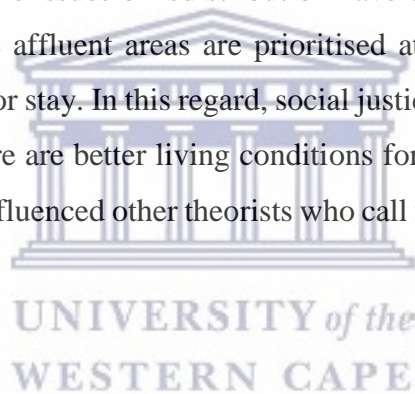 affluent areas are prioritised at
or stay. In this regard, social justic
re are better living conditions for
fluenced other theorists who call
UNIVERSITY of the
WESTERN CAPE